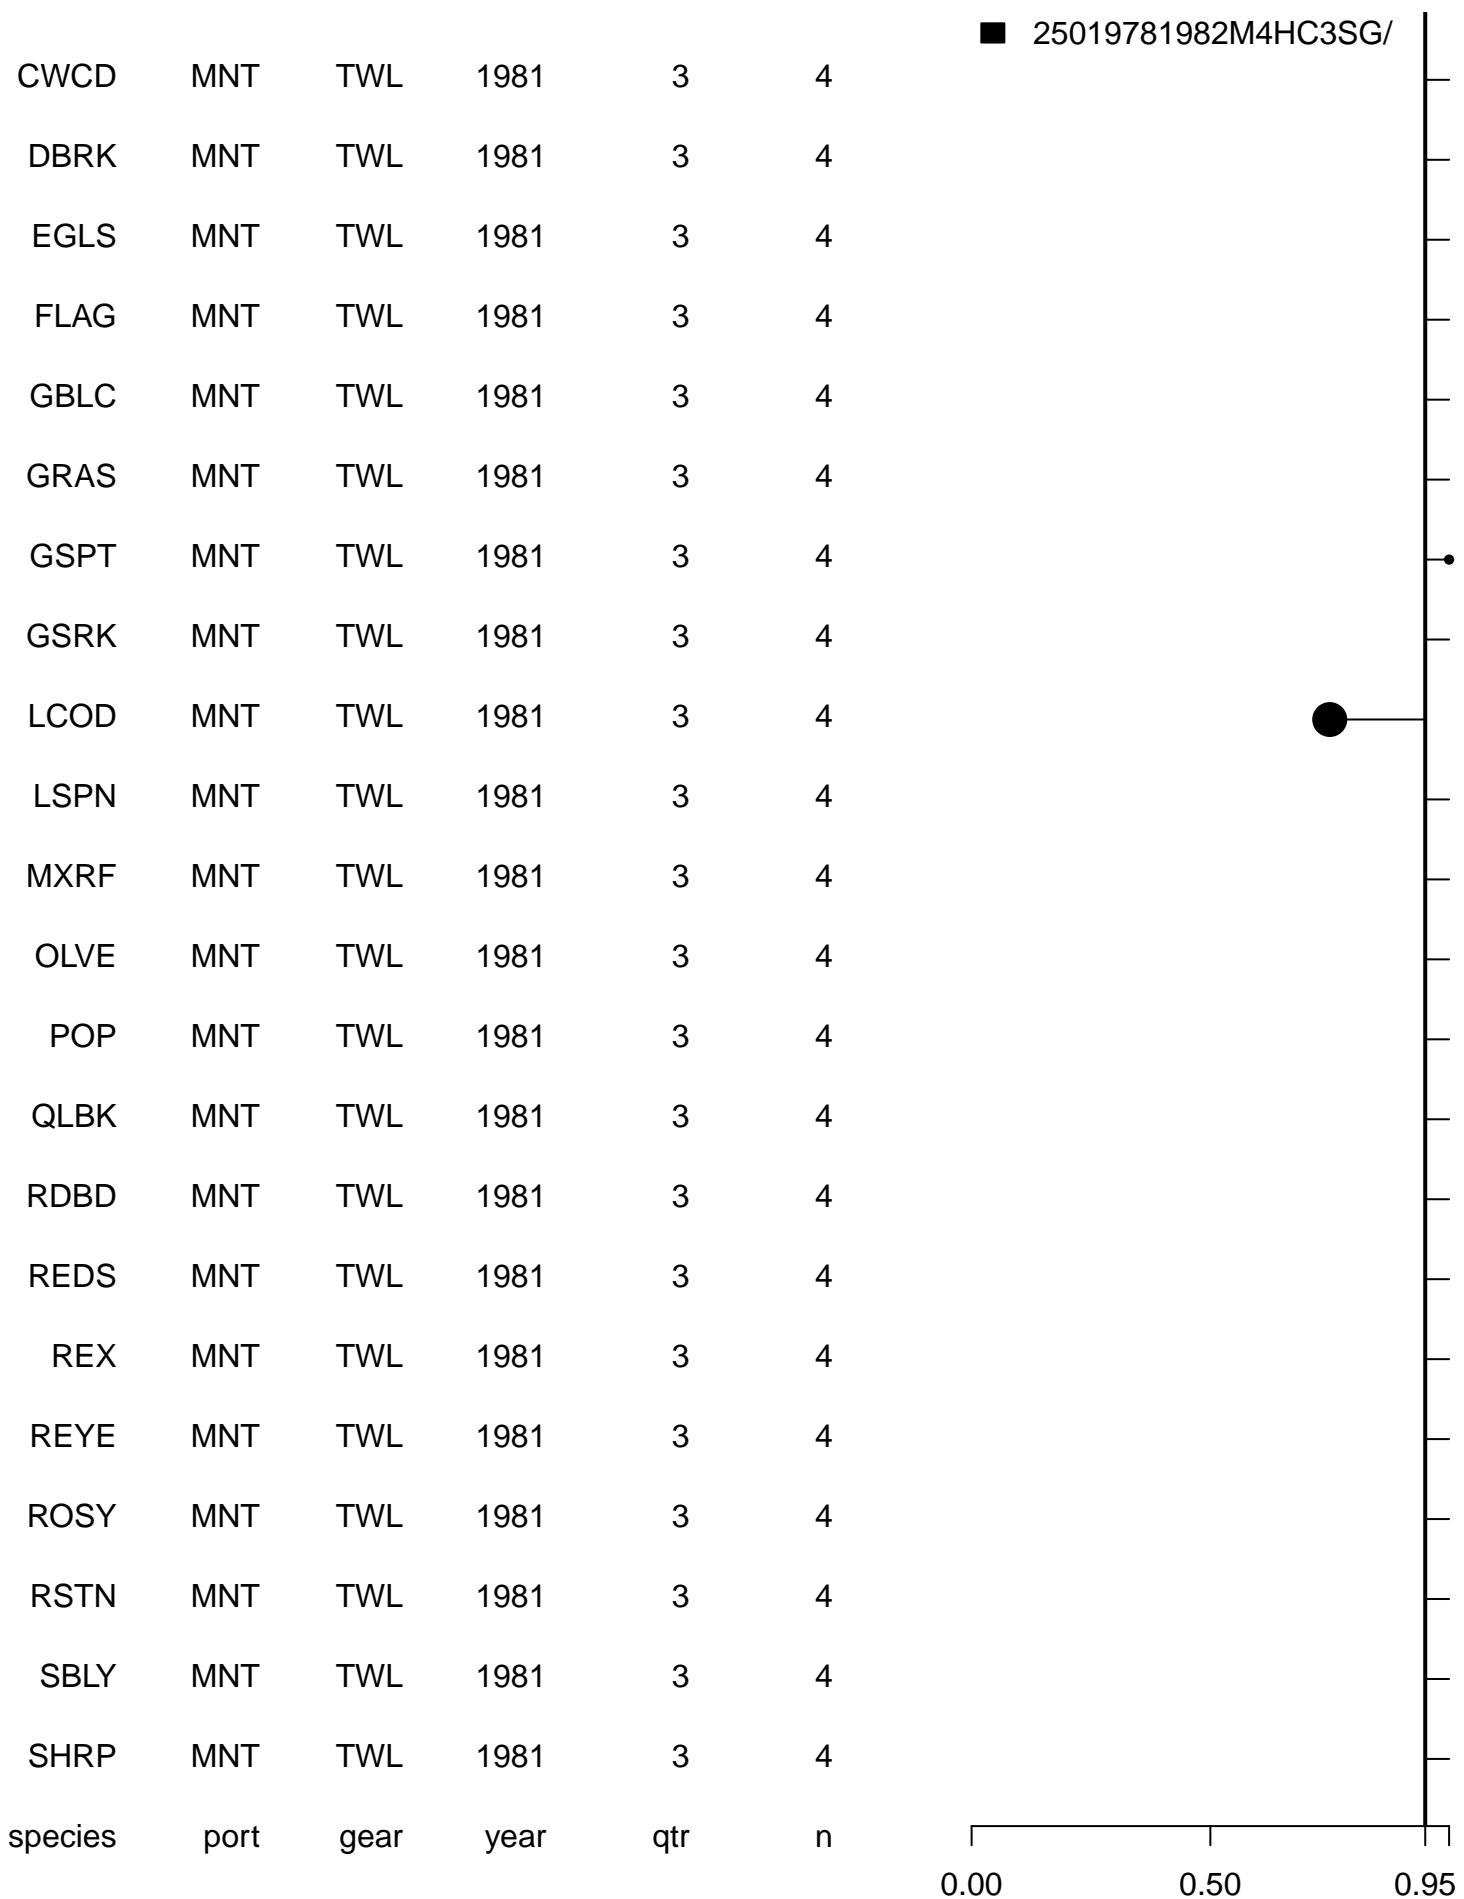 25019781982M4HC3SG/
CWCD MNT TWL 1981 3 4
DBRK MNT TWL 1981 3 4
EGLS MNT TWL 1981 3 4
FLAG MNT TWL 1981 3 4
GBLC MNT TWL 1981 3 4
GRAS MNT TWL 1981 3 4
GSPT MNT TWL 1981 3 4
GSRK MNT TWL 1981 3 4
LCOD MNT TWL 1981 3 4
LSPN MNT TWL 1981 3 4
MXRF MNT TWL 1981 3 4
OLVE MNT TWL 1981 3 4
POP MNT TWL 1981 3 4
QLBK MNT TWL 1981 3 4
RDBD MNT TWL 1981 3 4
REDS MNT TWL 1981 3 4
REX MNT TWL 1981 3 4
REYE MNT TWL 1981 3 4
ROSY MNT TWL 1981 3 4
RSTN MNT TWL 1981 3 4
SBLY MNT TWL 1981 3 4
SHRP MNT TWL 1981 3 4
species port gear year qtr n
0.00 0.50 0.95